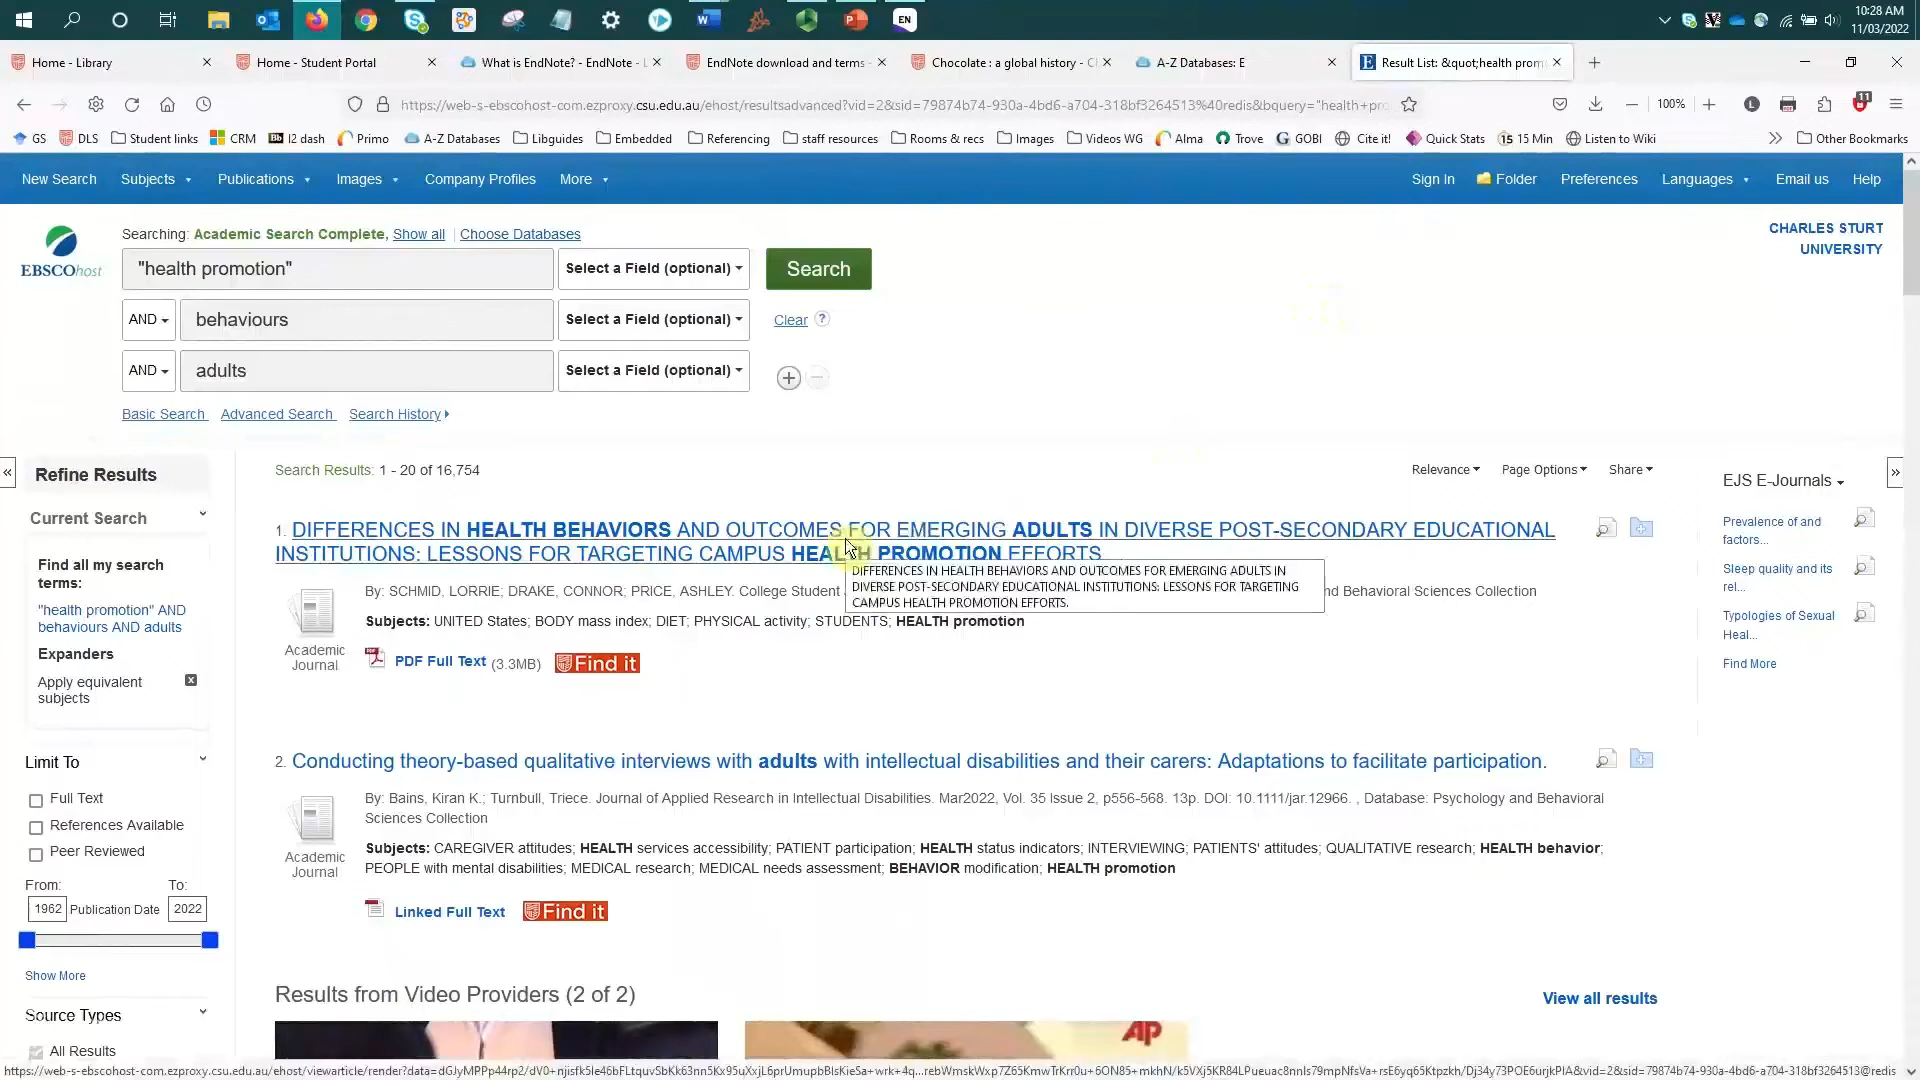 EN
10:28 AM
11/03/2022
Home - Library
Home - Student Portal
What is EndNote? - EndNote - L
EndNote download and terms -
Chocolate : a global history - C
A-Z Databases: E
Result List: &quot;health prom
https://web-s-ebscohost-com.ezproxy.csu.edu.au/ehost/resultsadvanced?vid=2&sid=79874b74-930a-4bd6-a704-318bf3264513%40redis&bquery="health+pro
100%
11
GS
DLS
Student links
CRM
Bb I2 dash
Primo
A-Z Databases
Libguides
Embedded
Referencing
staff resources
Rooms & recs
Images
Videos WG
Alma
Trove
GOBI
Cite it!
Quick Stats
15 15 Min
Listen to Wiki
Other Bookmarks
New Search
Subjects
Publications
Images
Company Profiles
More
Sign In
Folder
Preferences
Languages
Email us
Help
EBSCOhost
Searching: Academic Search Complete, Show all | Choose Databases
CHARLES STURT
UNIVERSITY
"health promotion"
Select a Field (optional)
Search
AND
behaviours
Select a Field (optional)
Clear ?
AND
adults
Select a Field (optional)
Basic Search
Advanced Search
Search History
Refine Results
Current Search
Find all my search
terms:
"health promotion" AND
behaviours AND adults
Expanders
Apply equivalent
subjects
Limit To
Full Text
References Available
Peer Reviewed
From:
To:
1962
Publication Date
2022
Show More
Source Types
All Results
Search Results: 1 - 20 of 16,754
Relevance
Page Options
Share
1. DIFFERENCES IN HEALTH BEHAVIORS AND OUTCOMES FOR EMERGING ADULTS IN DIVERSE POST-SECONDARY EDUCATIONAL
INSTITUTIONS: LESSONS FOR TARGETING CAMPUS HEALTH PROMOTION EFFORTS
DIFFERENCES IN HEALTH BEHAVIORS AND OUTCOMES FOR EMERGING ADULTS IN
DIVERSE POST-SECONDARY EDUCATIONAL INSTITUTIONS: LESSONS FOR TARGETING
CAMPUS HEALTH PROMOTION EFFORTS.
By: SCHMID, LORRIE; DRAKE, CONNOR; PRICE, ASHLEY. College Student
nd Behavioral Sciences Collection
Subjects: UNITED States; BODY mass index; DIET; PHYSICAL activity; STUDENTS; HEALTH promotion
Academic
Journal
PDF Full Text (3.3MB)
Find it
2. Conducting theory-based qualitative interviews with adults with intellectual disabilities and their carers: Adaptations to facilitate participation.
By: Bains, Kiran K.; Turnbull, Triece. Journal of Applied Research in Intellectual Disabilities. Mar2022, Vol. 35 Issue 2, p556-568. 13p. DOI: 10.1111/jar.12966. , Database: Psychology and Behavioral
Sciences Collection
Academic
Journal
Subjects: CAREGIVER attitudes; HEALTH services accessibility; PATIENT participation; HEALTH status indicators; INTERVIEWING; PATIENTS' attitudes; QUALITATIVE research; HEALTH behavior;
PEOPLE with mental disabilities; MEDICAL research; MEDICAL needs assessment; BEHAVIOR modification; HEALTH promotion
Linked Full Text
Find it
Results from Video Providers (2 of 2)
View all results
AP
EJS E-Journals
Prevalence of and
factors...
Sleep quality and its
rel...
Typologies of Sexual
Heal...
Find More